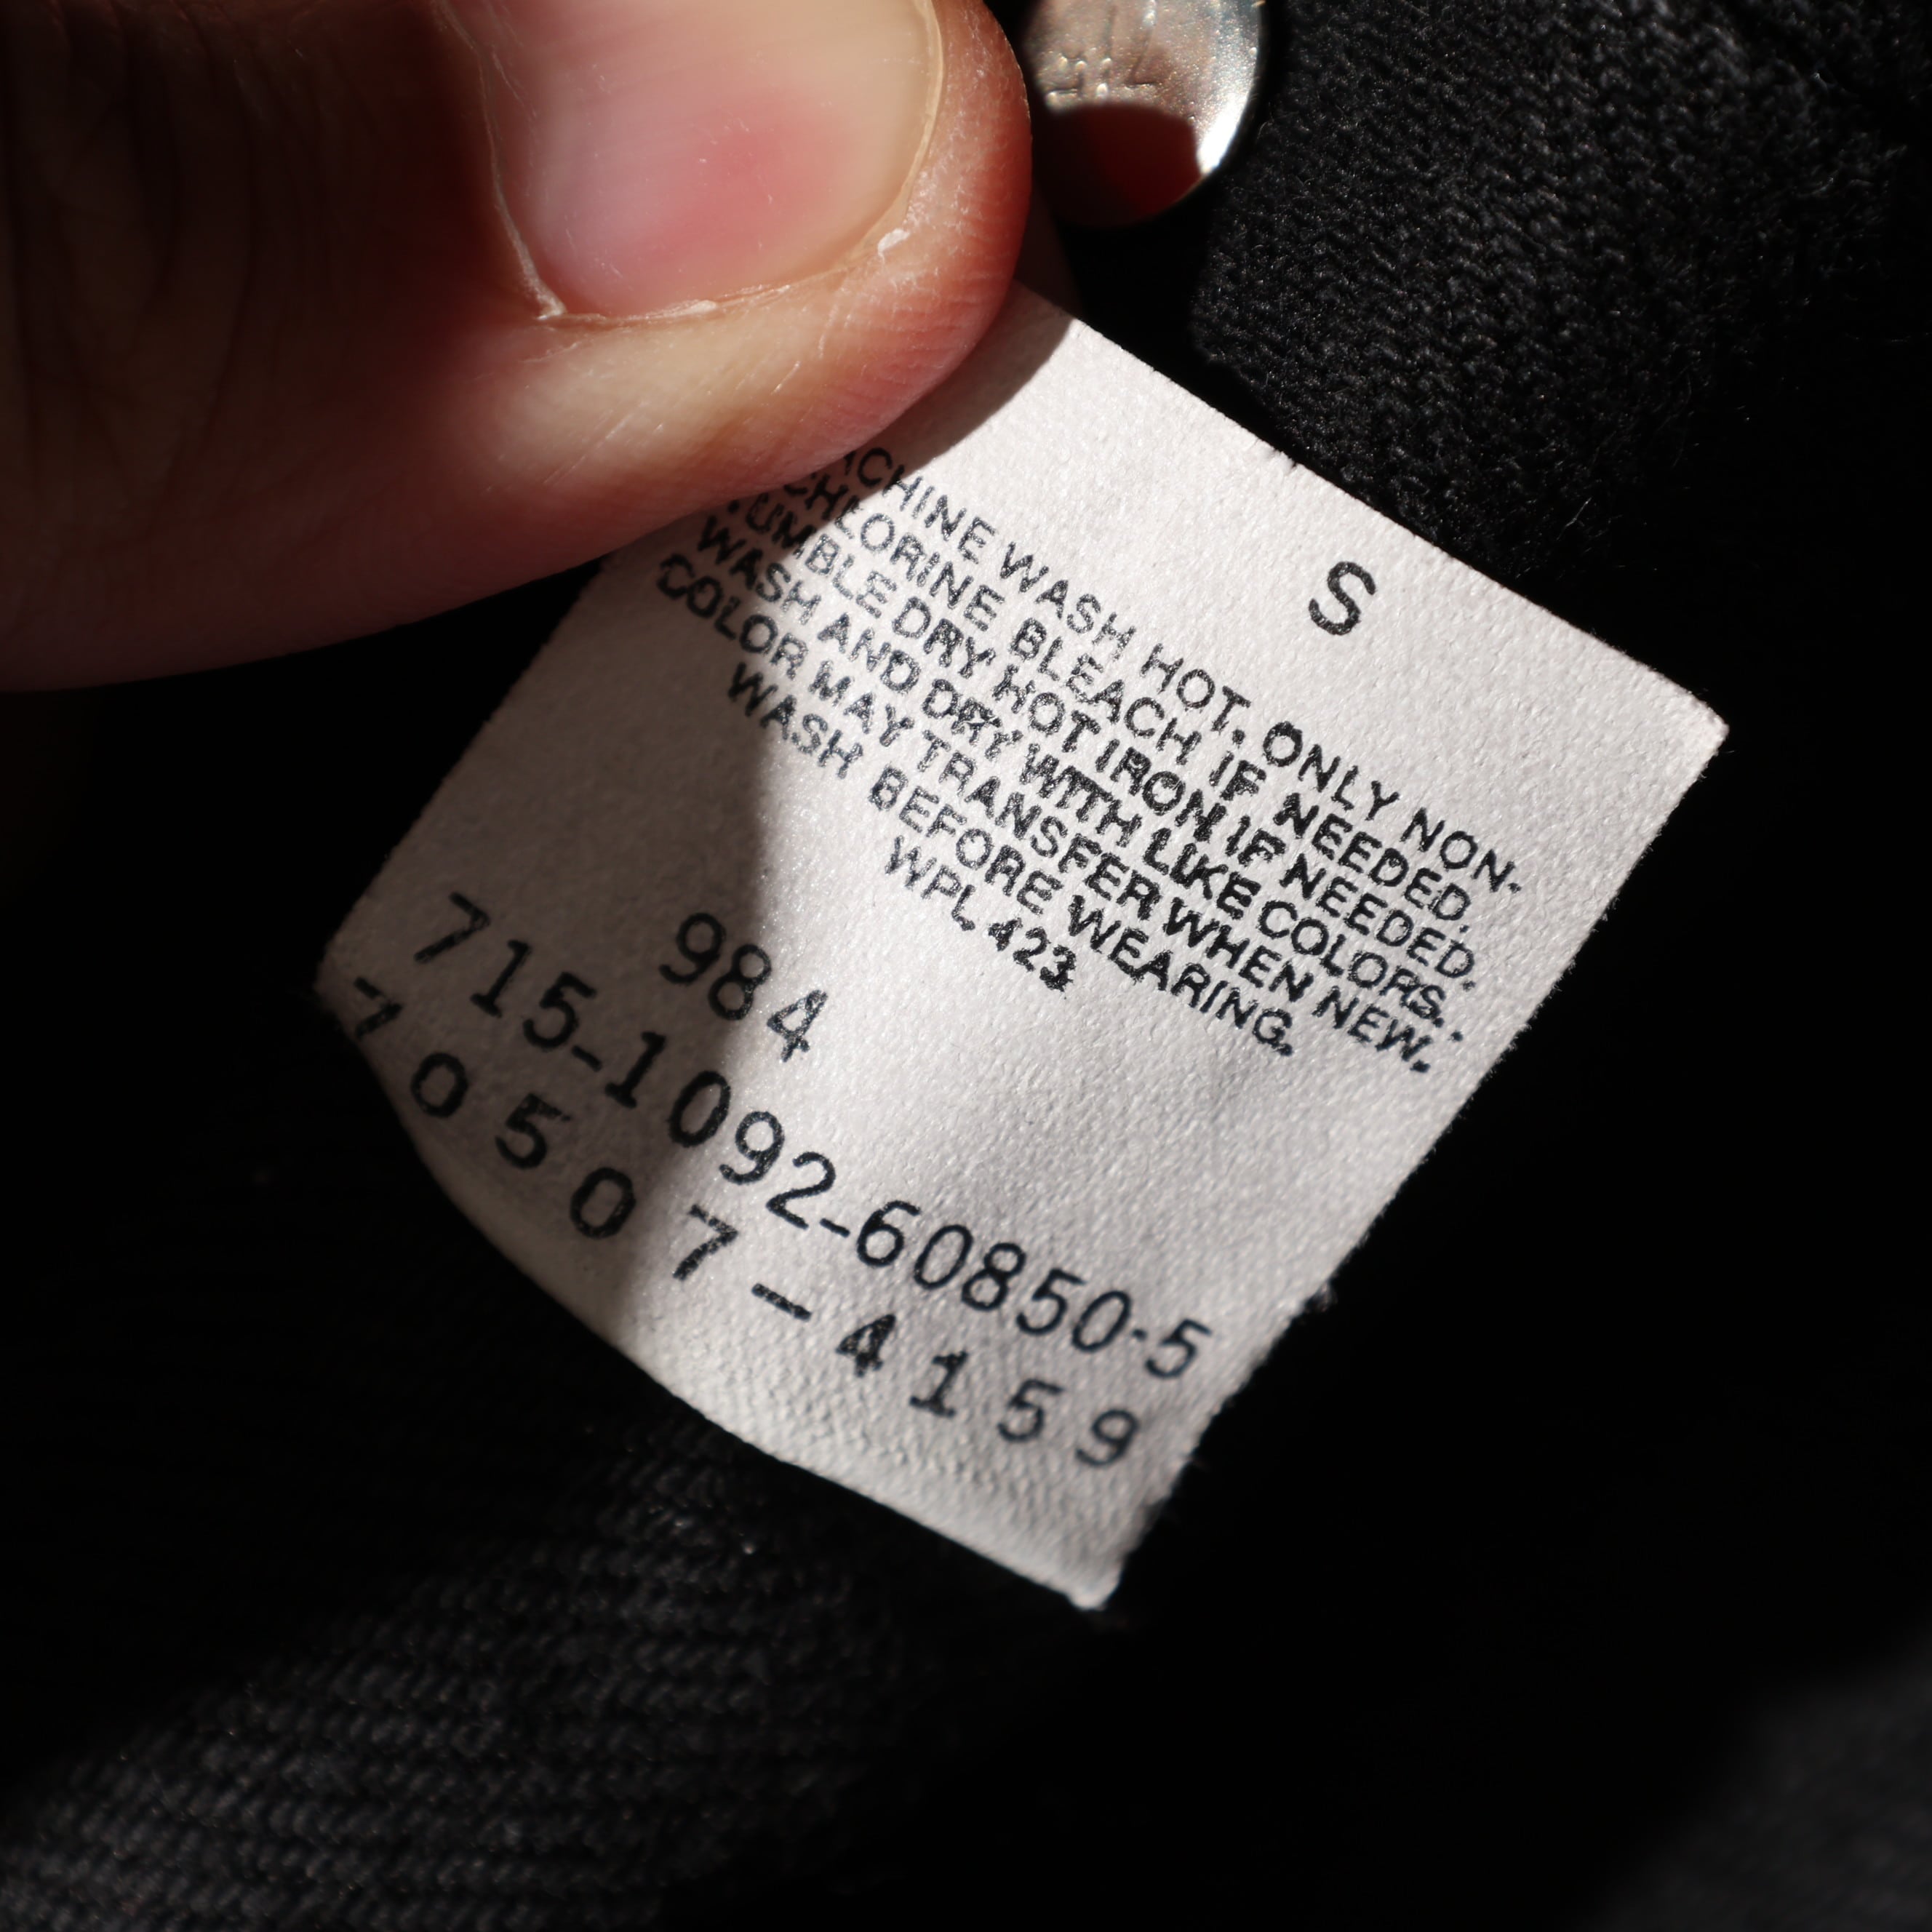 S
WASH HOT. ONLY NON-
CHLORINE BLEACH IF NEEDED.
TUMBLE DRY HOT IRON IF NEEDED.
WASH AND DRY WITH LIKE COLORS.
COLOR MAY TRANSFER WHEN NEW.
WASH BEFORE WEARING.
WPL 423
984
715-1092-60850-5
70507-4159